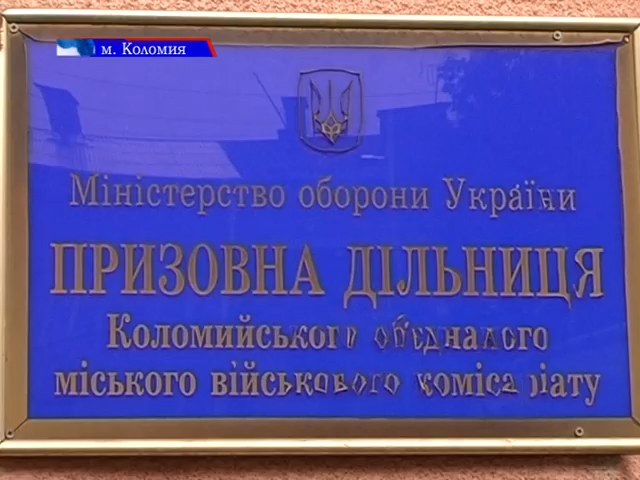 м. Коломия
Міністерство оборони України
ПРИЗОВНА ДІЛЬНИЦЯ
Коломийського об'єднаного
міського військового комісаріату